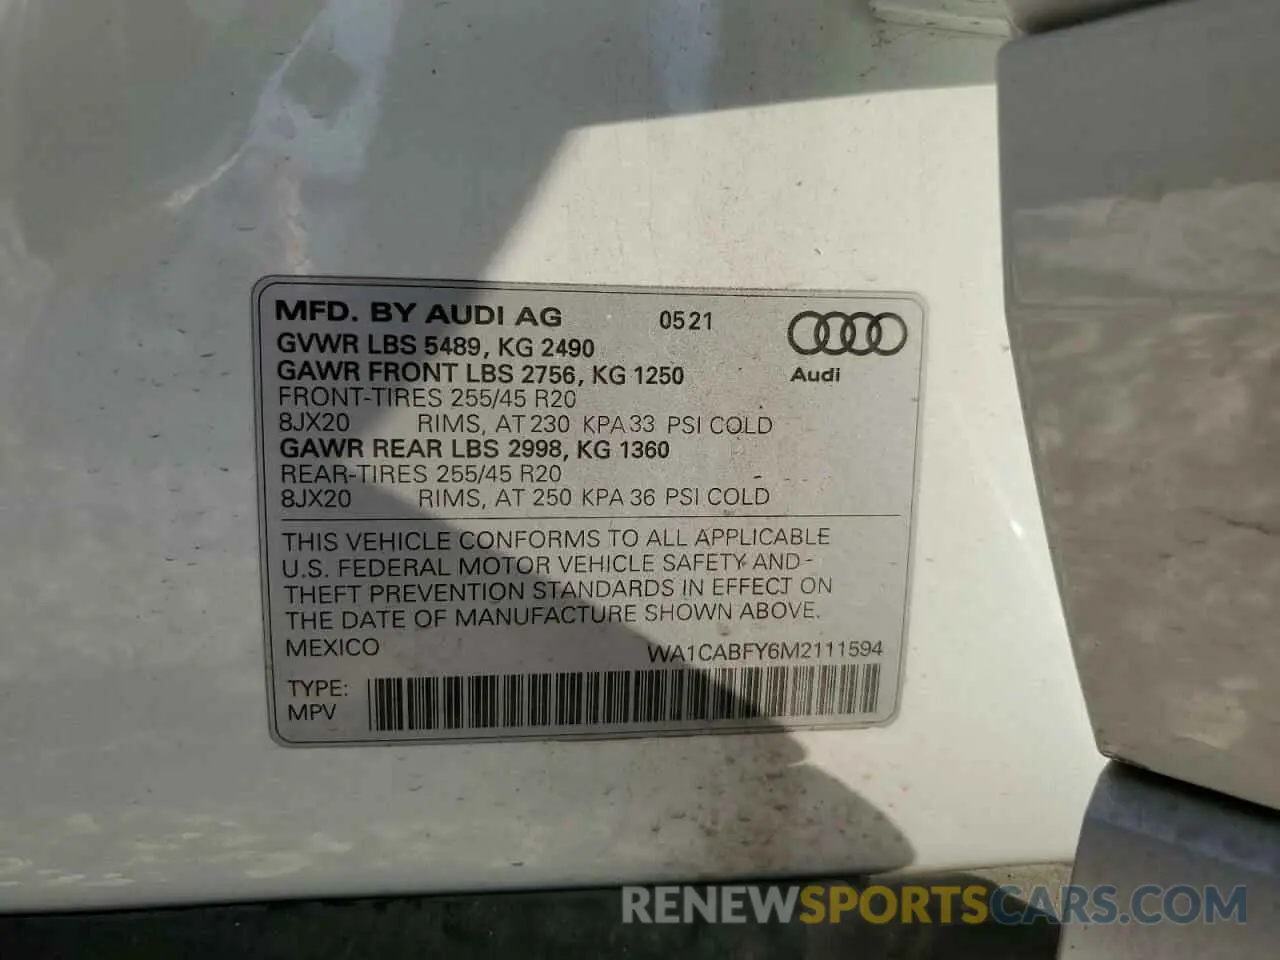 MFD. BY AUDI AG 0521
GVWR LBS 5489, KG 2490
GAWR FRONT LBS 2756, KG 1250
Audi
FRONT-TIRES 255/45 R20
8JX20 RIMS, AT 230 KPA 33 PSI COLD
GAWR REAR LBS 2998, KG 1360
REAR-TIRES 255/45 R20
8JX20 RIMS, AT 250 KPA 36 PSI COLD
THIS VEHICLE CONFORMS TO ALL APPLICABLE
U.S. FEDERAL MOTOR VEHICLE SAFETY AND
THEFT PREVENTION STANDARDS IN EFFECT ON
THE DATE OF MANUFACTURE SHOWN ABOVE.
MEXICO WA1CABFY6M2111594
TYPE:
MPV
RENEWSPORTSCARS.COM